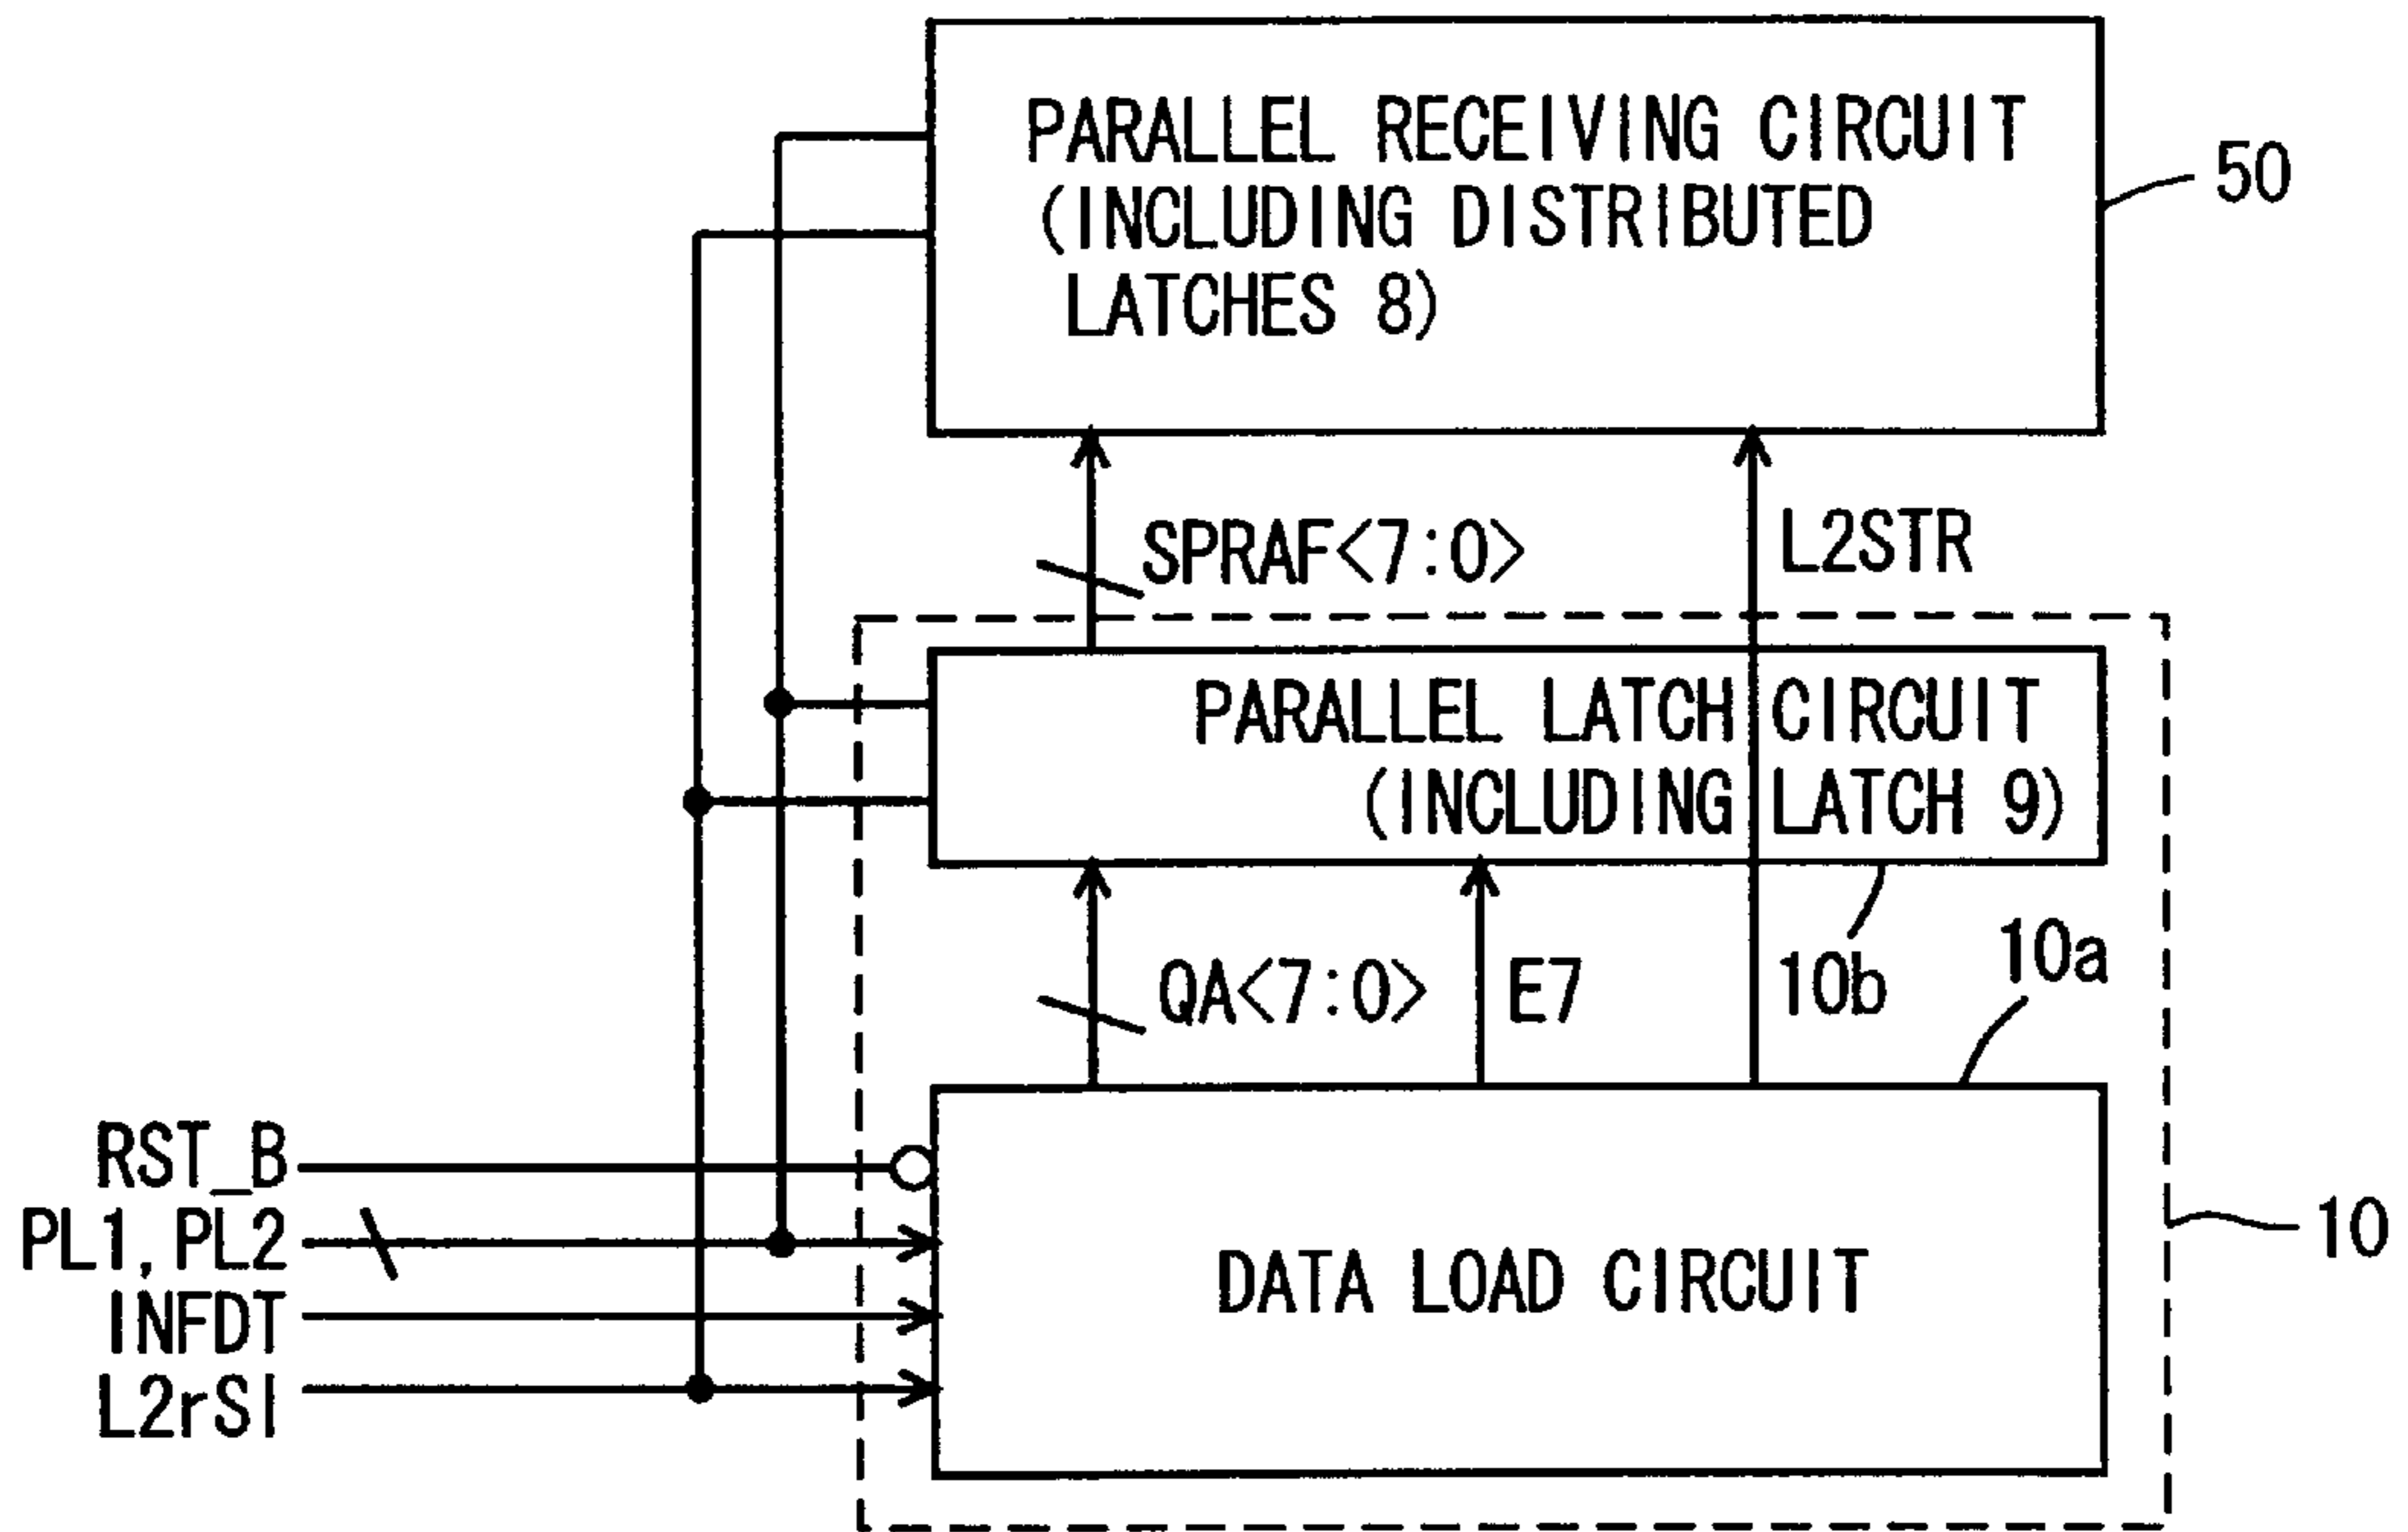 PARALLEL RECEIVING CIRCUIT
(INCLUDING DISTRIBUTED
LATCHES 8)
50
SPRAF<7:0>
L2STR
PARALLEL LATCH CIRCUIT
(INCLUDING LATCH 9)
QA<7:0>
E7
10b
10a
RST_B
PL1, PL2
INFDT
L2rSI
DATA LOAD CIRCUIT
10